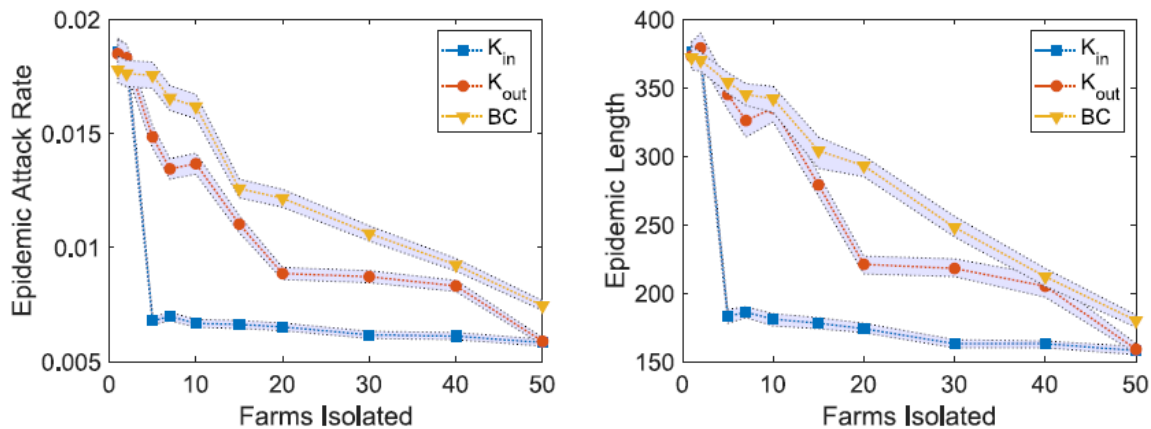 0.02
0.015
0.01
0.005
Epidemic Attack Rate
0 10 20 30 40 50
Farms Isolated
K_in
K_out
BC
400
350
300
250
200
150
Epidemic Length
0 10 20 30 40 50
Farms Isolated
K_in
K_out
BC